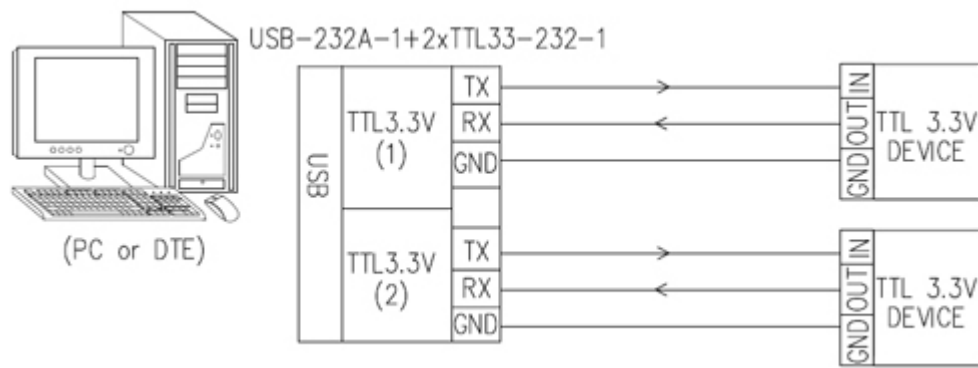 USB-232A-1+2xTTL33-232-1
(PC or DTE)
USB
TTL3.3V
(1)
TX
RX
GND
TTL3.3V
(2)
TX
RX
GND
IN
OUT
GND
TTL 3.3V
DEVICE
IN
OUT
GND
TTL 3.3V
DEVICE